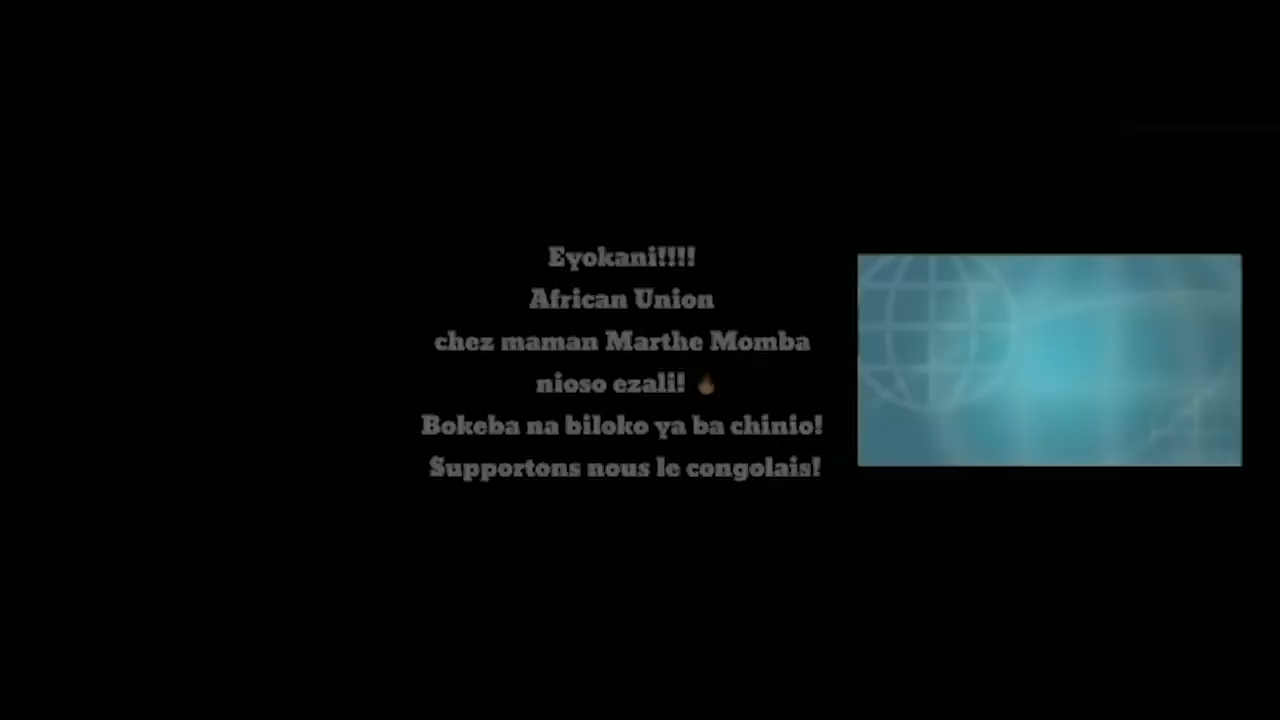 Eyokani!!!!
African Union
chez maman Marthe Momba
nioso ezali! 🔥
Bokeba na biloko ya ba chinio!
Supportons nous le congolais!